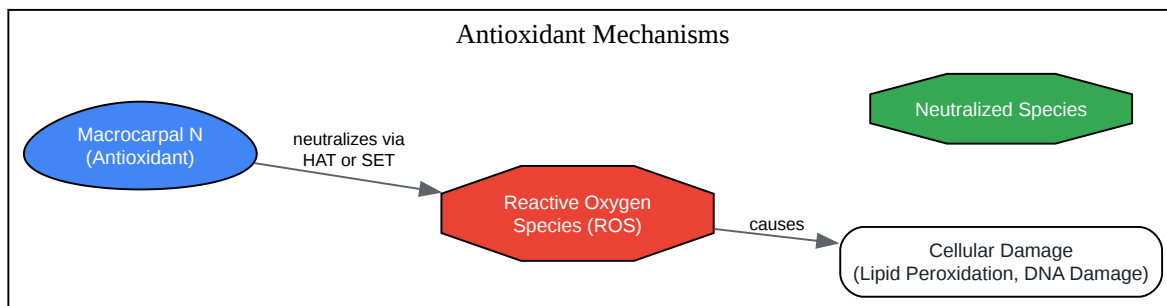 Antioxidant Mechanisms
Macrocarpal N
(Antioxidant)
neutralizes via
HAT or SET
Reactive Oxygen
Species (ROS)
Neutralized Species
causes
Cellular Damage
(Lipid Peroxidation, DNA Damage)